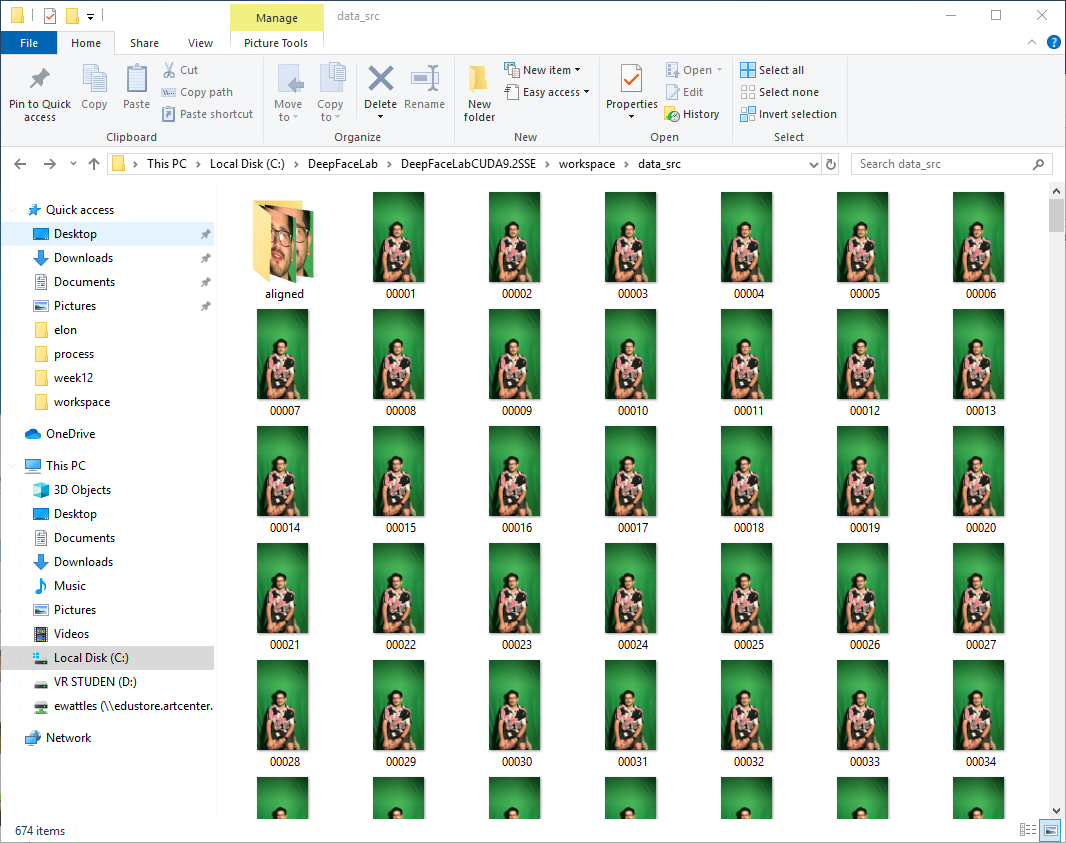 Manage
data_src
File
Home
Share
View
Picture Tools
Pin to Quick access
Copy
Paste
Cut
Copy path
Paste shortcut
Clipboard
Move to
Copy to
Delete
Rename
Organize
New folder
New item
Easy access
New
Properties
Open
Edit
History
Open
Select all
Select none
Invert selection
Select
This PC > Local Disk (C:) > DeepFaceLab > DeepFaceLabCUDA9.2SSE > workspace > data_src
Search data_src
Quick access
Desktop
Downloads
Documents
Pictures
elon
process
week12
workspace
OneDrive
This PC
3D Objects
Desktop
Documents
Downloads
Music
Pictures
Videos
Local Disk (C:)
VR STUDEN (D:)
ewattles (\\edustore.artcenter.
Network
aligned 00001 00002 00003 00004 00005 00006
00007 00008 00009 00010 00011 00012 00013
00014 00015 00016 00017 00018 00019 00020
00021 00022 00023 00024 00025 00026 00027
00028 00029 00030 00031 00032 00033 00034
674 items